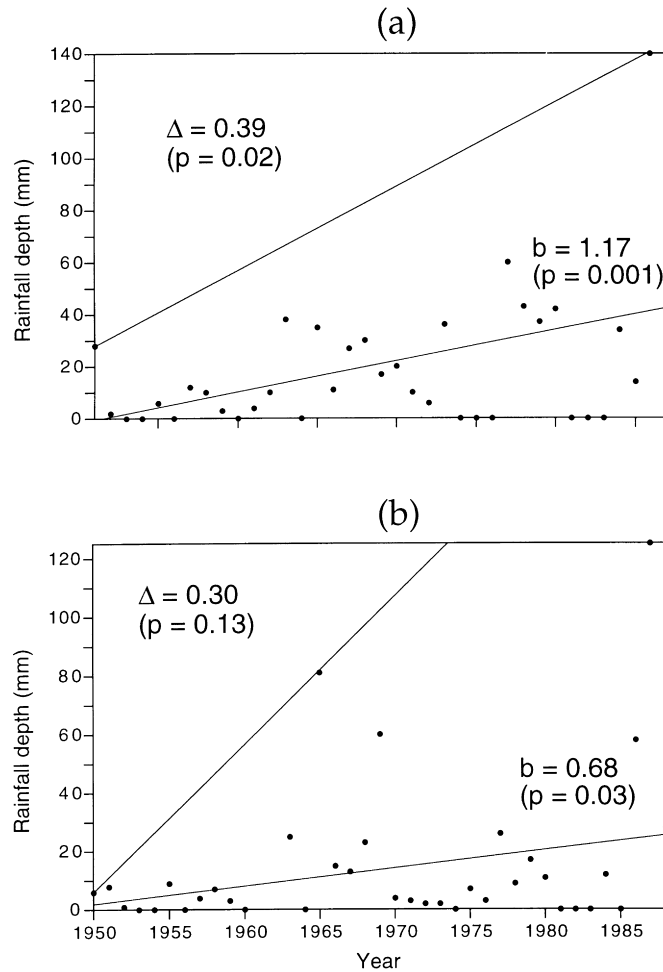 (a)
140
120
100
80
60
40
20
0
Rainfall depth (mm)
Δ = 0.39
(p = 0.02)
b = 1.17
(p = 0.001)
(b)
120
100
80
60
40
20
0
Rainfall depth (mm)
Δ = 0.30
(p = 0.13)
b = 0.68
(p = 0.03)
1950 1955 1960 1965 1970 1975 1980 1985
Year